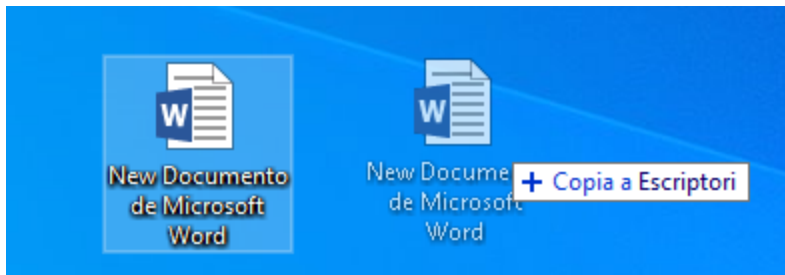 W
New Documento
de Microsoft
Word
W
New Docume
de Microsoft
Word
+ Copia a Escriptori